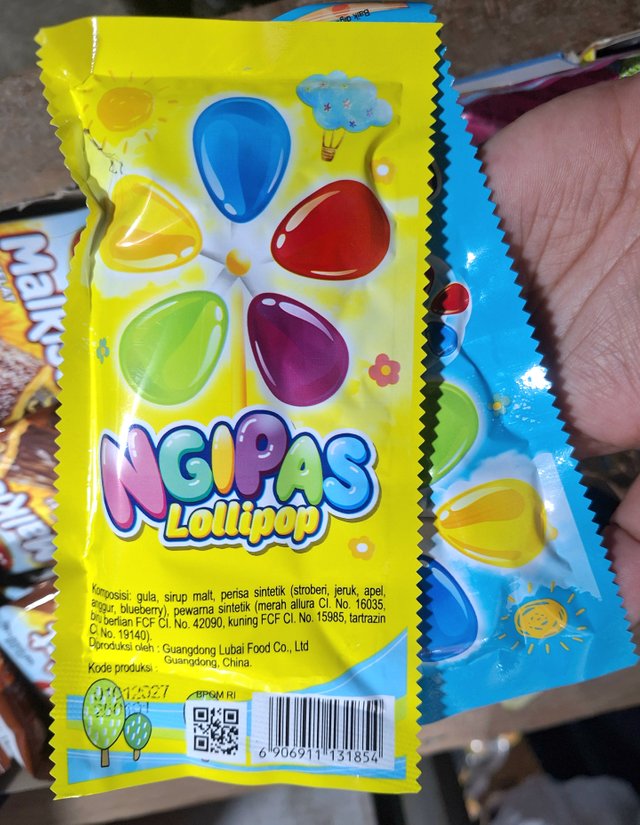 NGIPAS
Lollipop
Komposisi: gula, sirup malt, perisa sintetik (stroberi, jeruk, apel,
anggur, blueberry), pewarna sintetik (merah allura CI. No. 16035,
biru berlian FCF CI. No. 42090, kuning FCF CI. No. 15985, tartrazin
CI No. 19140).
Diproduksi oleh : Guangdong Lubai Food Co., Ltd
Guangdong, China.
Kode produksi :
BPOM RI
6 906911 131854